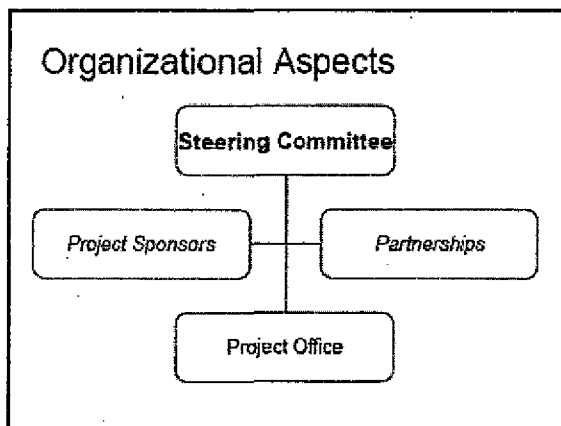 Organizational Aspects
Steering Committee
Project Sponsors
Partnerships
Project Office